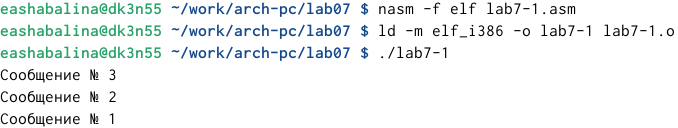 eashabalina@dk3n55 ~/work/arch-pc/lab07 $ nasm -f elf lab7-1.asm
eashabalina@dk3n55 ~/work/arch-pc/lab07 $ ld -m elf_i386 -o lab7-1 lab7-1.o
eashabalina@dk3n55 ~/work/arch-pc/lab07 $ ./lab7-1
Сообщение № 3
Сообщение № 2
Сообщение № 1